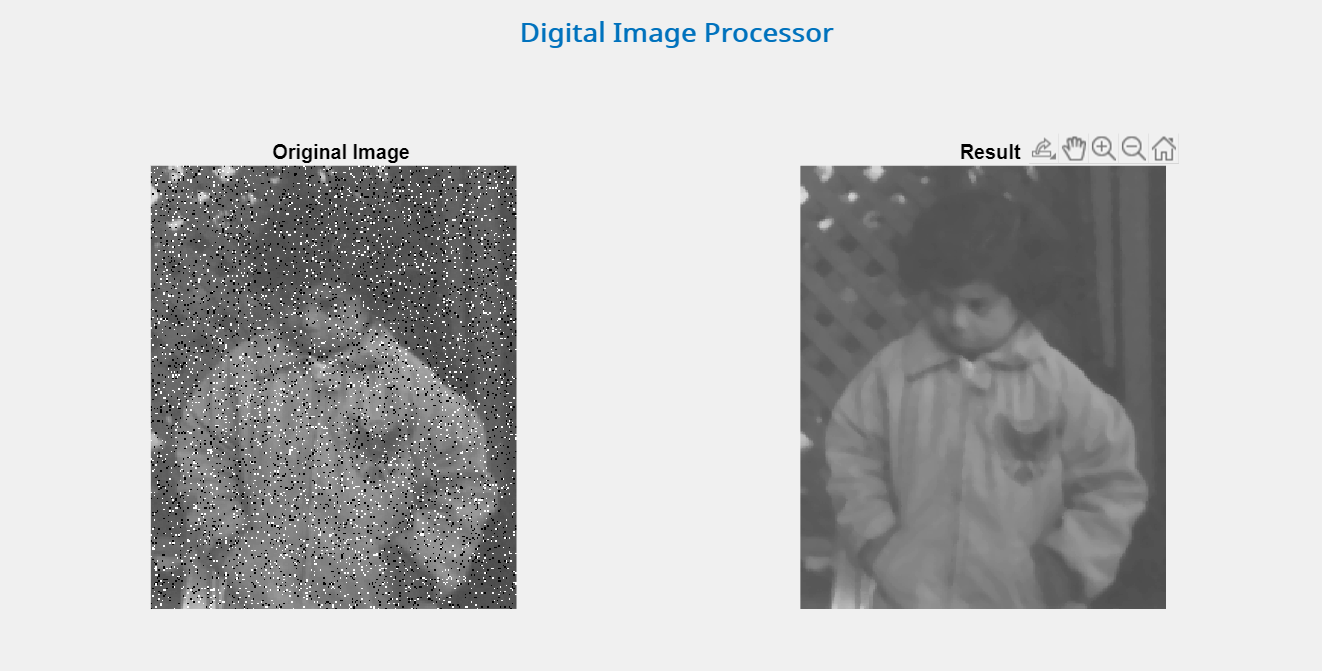 Digital Image Processor
Original Image
Result